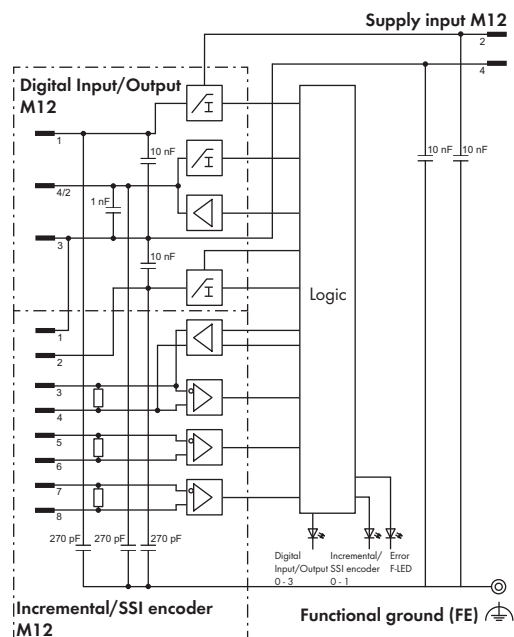 Supply input M12
2
4
Digital Input/Output
M12
1
10 nF
10 nF
10 nF
4/2
1 nF
3
10 nF
Logic
1
2
3
4
5
6
7
8
270 pF
270 pF
270 pF
Digital
Input/Output
0 - 3
Incremental/
SSI encoder
0 - 1
Error
F-LED
Incremental/SSI encoder
M12
Functional ground (FE)